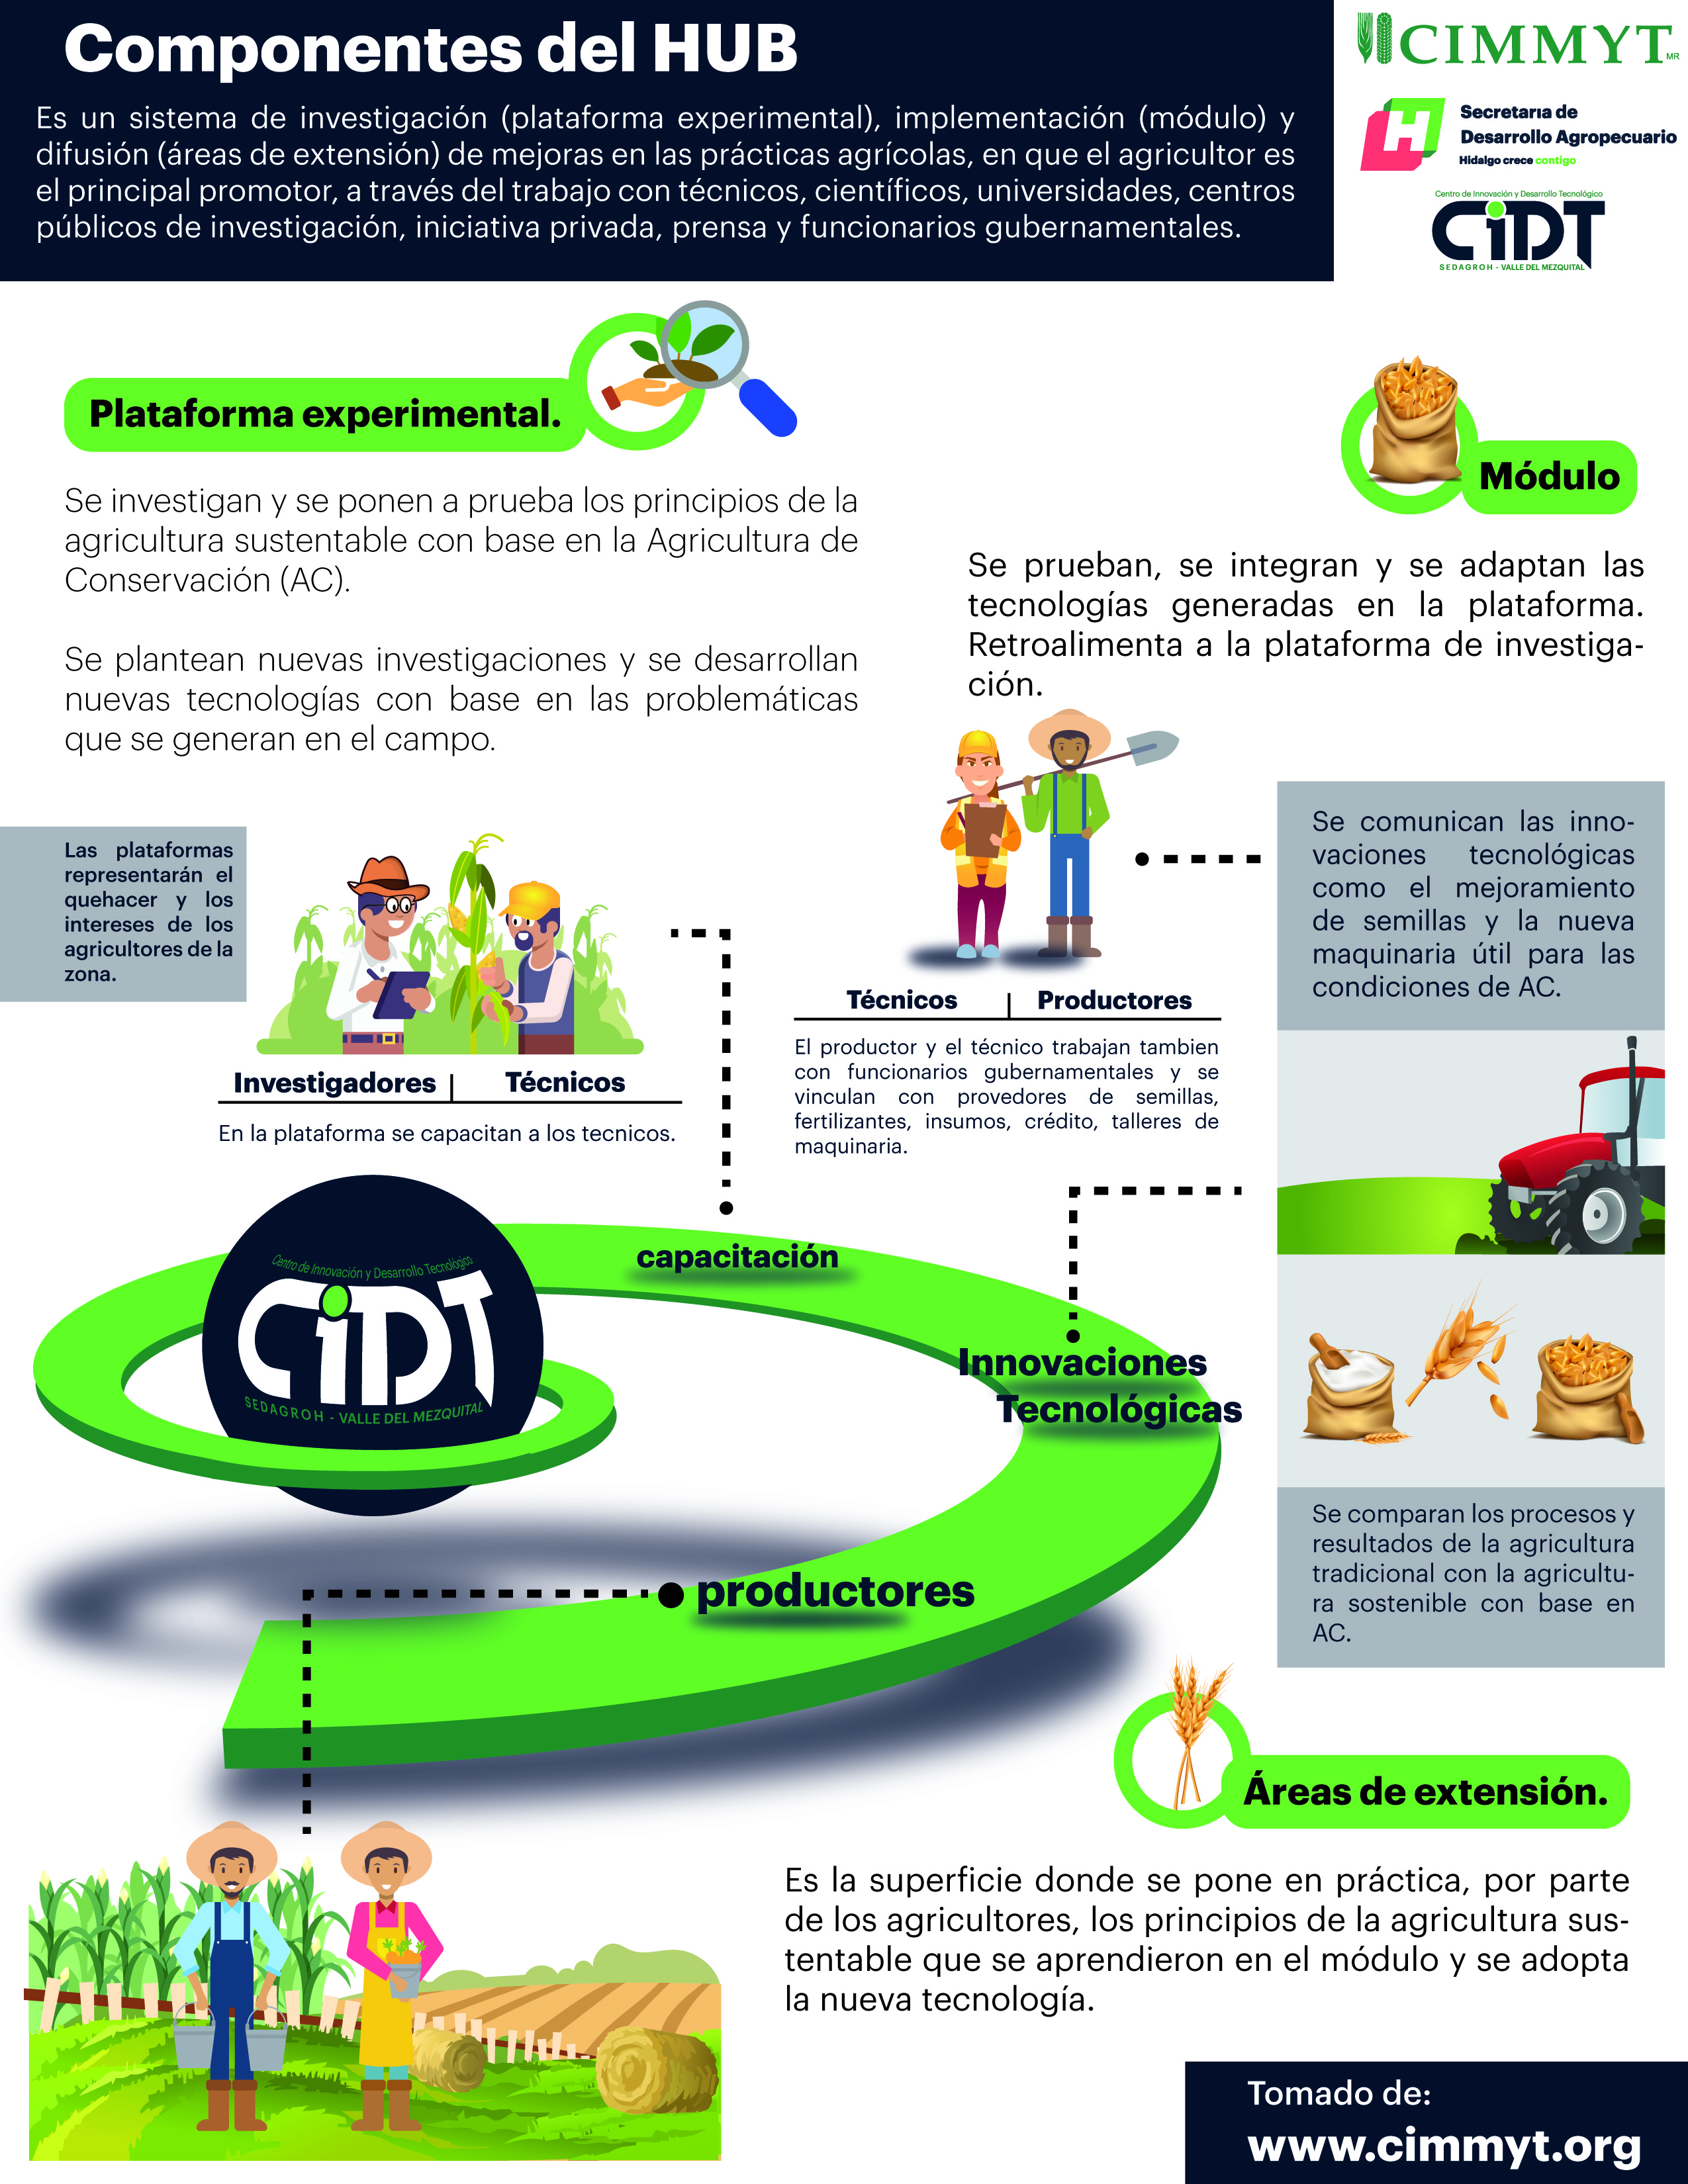 Componentes del HUB
Es un sistema de investigación (plataforma experimental), implementación (módulo) y
difusión (áreas de extensión) de mejoras en las prácticas agrícolas, en que el agricultor es
el principal promotor, a través del trabajo con técnicos, científicos, universidades, centros
públicos de investigación, iniciativa privada, prensa y funcionarios gubernamentales.
CIMMYT
MR
H
Secretaría de
Desarrollo Agropecuario
Hidalgo crece contigo
Centro de Innovación y Desarrollo Tecnológico
CiDT
SEDAGROH - VALLE DEL MEZQUITAL
Plataforma experimental.
Se investigan y se ponen a prueba los principios de la
agricultura sustentable con base en la Agricultura de
Conservación (AC).
Se plantean nuevas investigaciones y se desarrollan
nuevas tecnologías con base en las problemáticas
que se generan en el campo.
Módulo
Se prueban, se integran y se adaptan las
tecnologías generadas en la plataforma.
Retroalimenta a la plataforma de investiga-
ción.
Las plataformas
representarán el
quehacer y los
intereses de los
agricultores de la
zona.
Investigadores | Técnicos
En la plataforma se capacitan a los tecnicos.
Técnicos | Productores
El productor y el técnico trabajan tambien
con funcionarios gubernamentales y se
vinculan con provedores de semillas,
fertilizantes, insumos, crédito, talleres de
maquinaria.
Se comunican las inno-
vaciones tecnológicas
como el mejoramiento
de semillas y la nueva
maquinaria útil para las
condiciones de AC.
Centro de Innovación y Desarrollo Tecnológico
CiDT
SEDAGROH - VALLE DEL MEZQUITAL
capacitación
Innovaciones
Tecnológicas
productores
Se comparan los procesos y
resultados de la agricultura
tradicional con la agricultu-
ra sostenible con base en
AC.
Áreas de extensión.
Es la superficie donde se pone en práctica, por parte
de los agricultores, los principios de la agricultura sus-
tentable que se aprendieron en el módulo y se adopta
la nueva tecnología.
Tomado de:
www.cimmyt.org